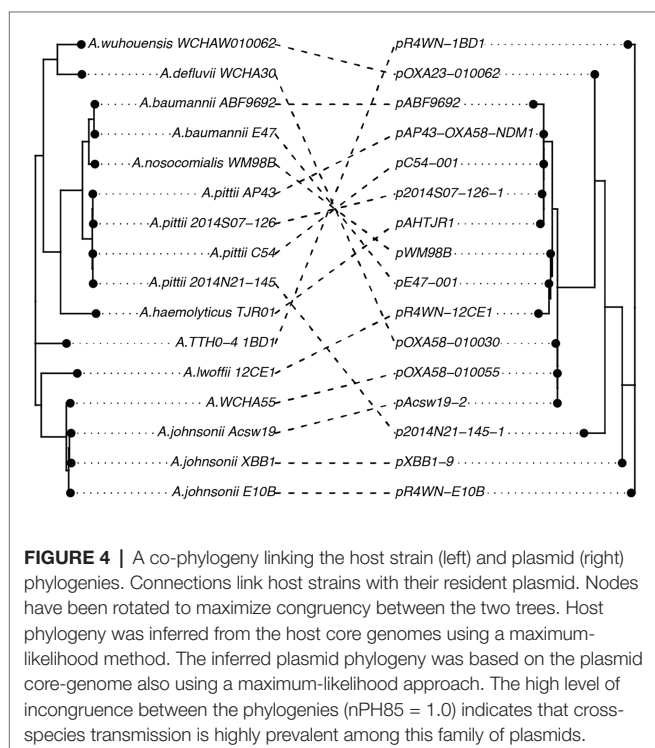 A.wuhouensis WCHAW010062 pR4WN-1BD1
A.defluvii WCHA30 pOXA23-010062
A.baumannii ABF9692 pABF9692
A.baumannii E47 pAP43-OXA58-NDM1
A.nosocomialis WM98B pC54-001
A.pittii AP43 p2014S07-126-1
A.pittii 2014S07-126 pAHTJR1
A.pittii C54 pWM98B
A.pittii 2014N21-145 pE47-001
A.haemolyticus TJR01 pR4WN-12CE1
A.TTH0-4 1BD1 pOXA58-010030
A.lwoffii 12CE1 pOXA58-010055
A.WCHA55 pAcsw19-2
A.johnsonii Acsw19 p2014N21-145-1
A.johnsonii XBB1 pXBB1-9
A.johnsonii E10B pR4WN-E10B
FIGURE 4 | A co-phylogeny linking the host strain (left) and plasmid (right)
phylogenies. Connections link host strains with their resident plasmid. Nodes
have been rotated to maximize congruency between the two trees. Host
phylogeny was inferred from the host core genomes using a maximum-
likelihood method. The inferred plasmid phylogeny was based on the plasmid
core-genome also using a maximum-likelihood approach. The high level of
incongruence between the phylogenies (nPH85 = 1.0) indicates that cross-
species transmission is highly prevalent among this family of plasmids.